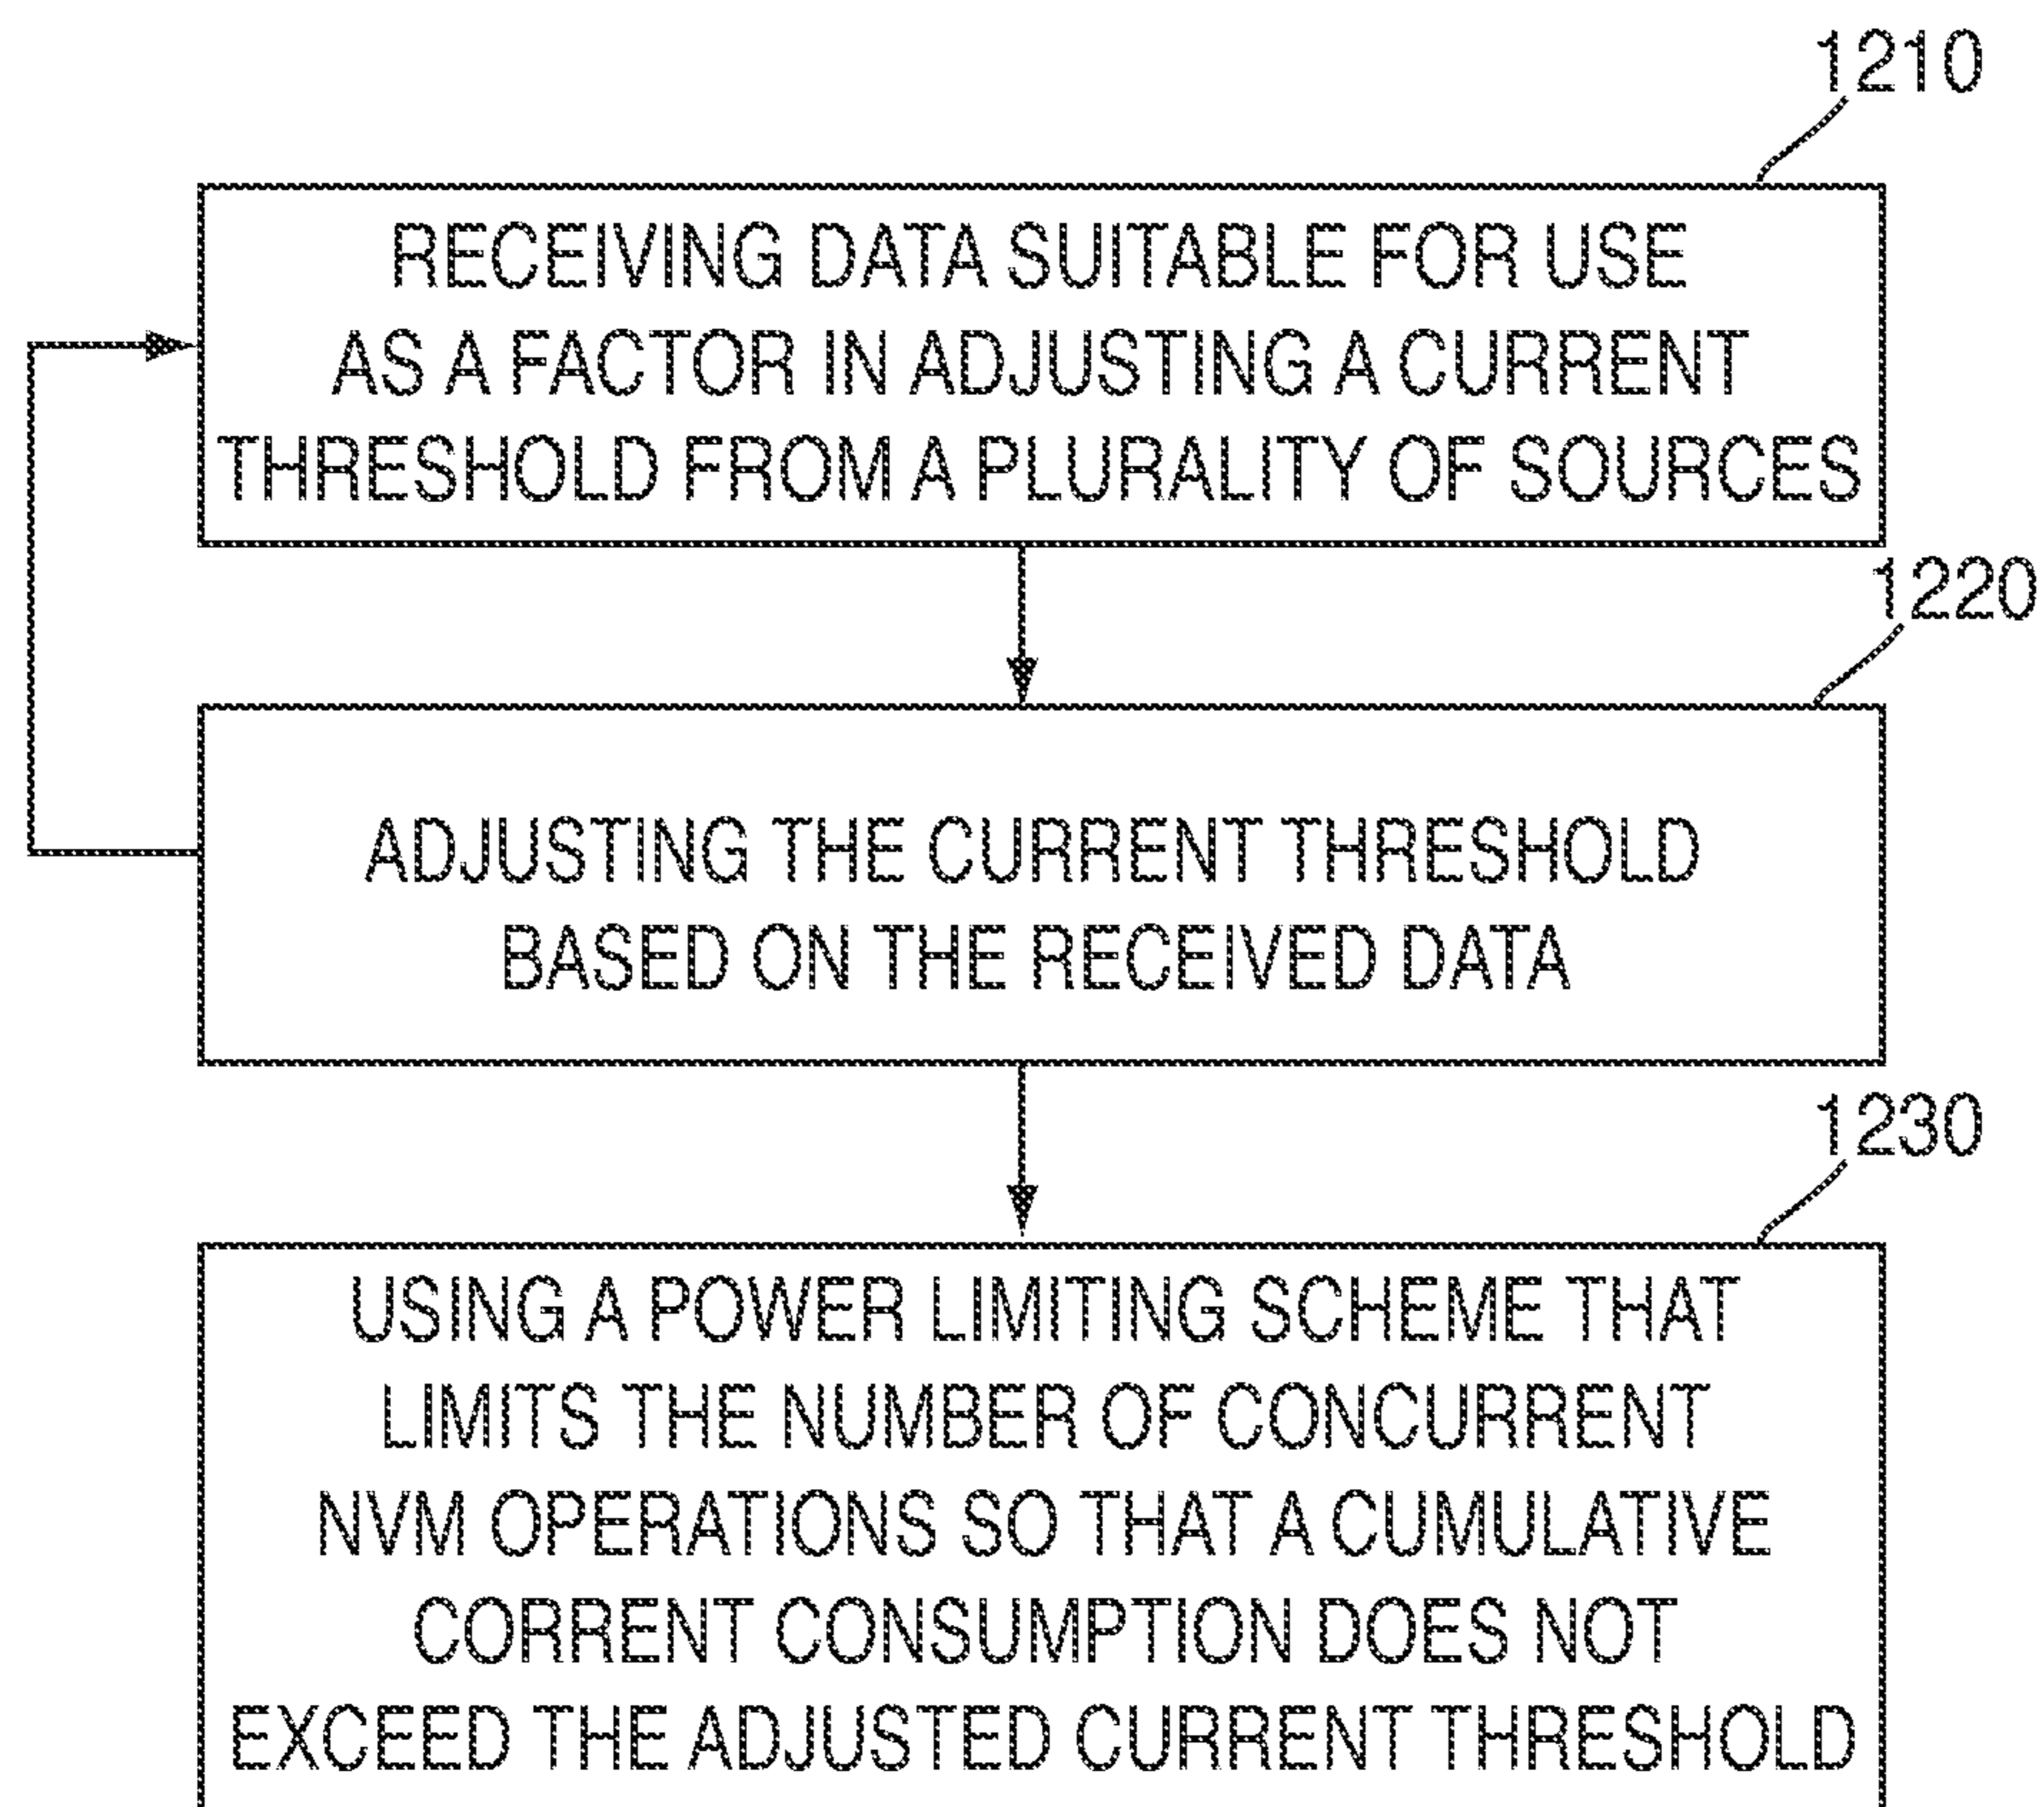 1210
RECEIVING DATA SUITABLE FOR USE
AS A FACTOR IN ADJUSTING A CURRENT
THRESHOLD FROM A PLURALITY OF SOURCES
1220
ADJUSTING THE CURRENT THRESHOLD
BASED ON THE RECEIVED DATA
1230
USING A POWER LIMITING SCHEME THAT
LIMITS THE NUMBER OF CONCURRENT
NVM OPERATIONS SO THAT A CUMULATIVE
CORRENT CONSUMPTION DOES NOT
EXCEED THE ADJUSTED CURRENT THRESHOLD